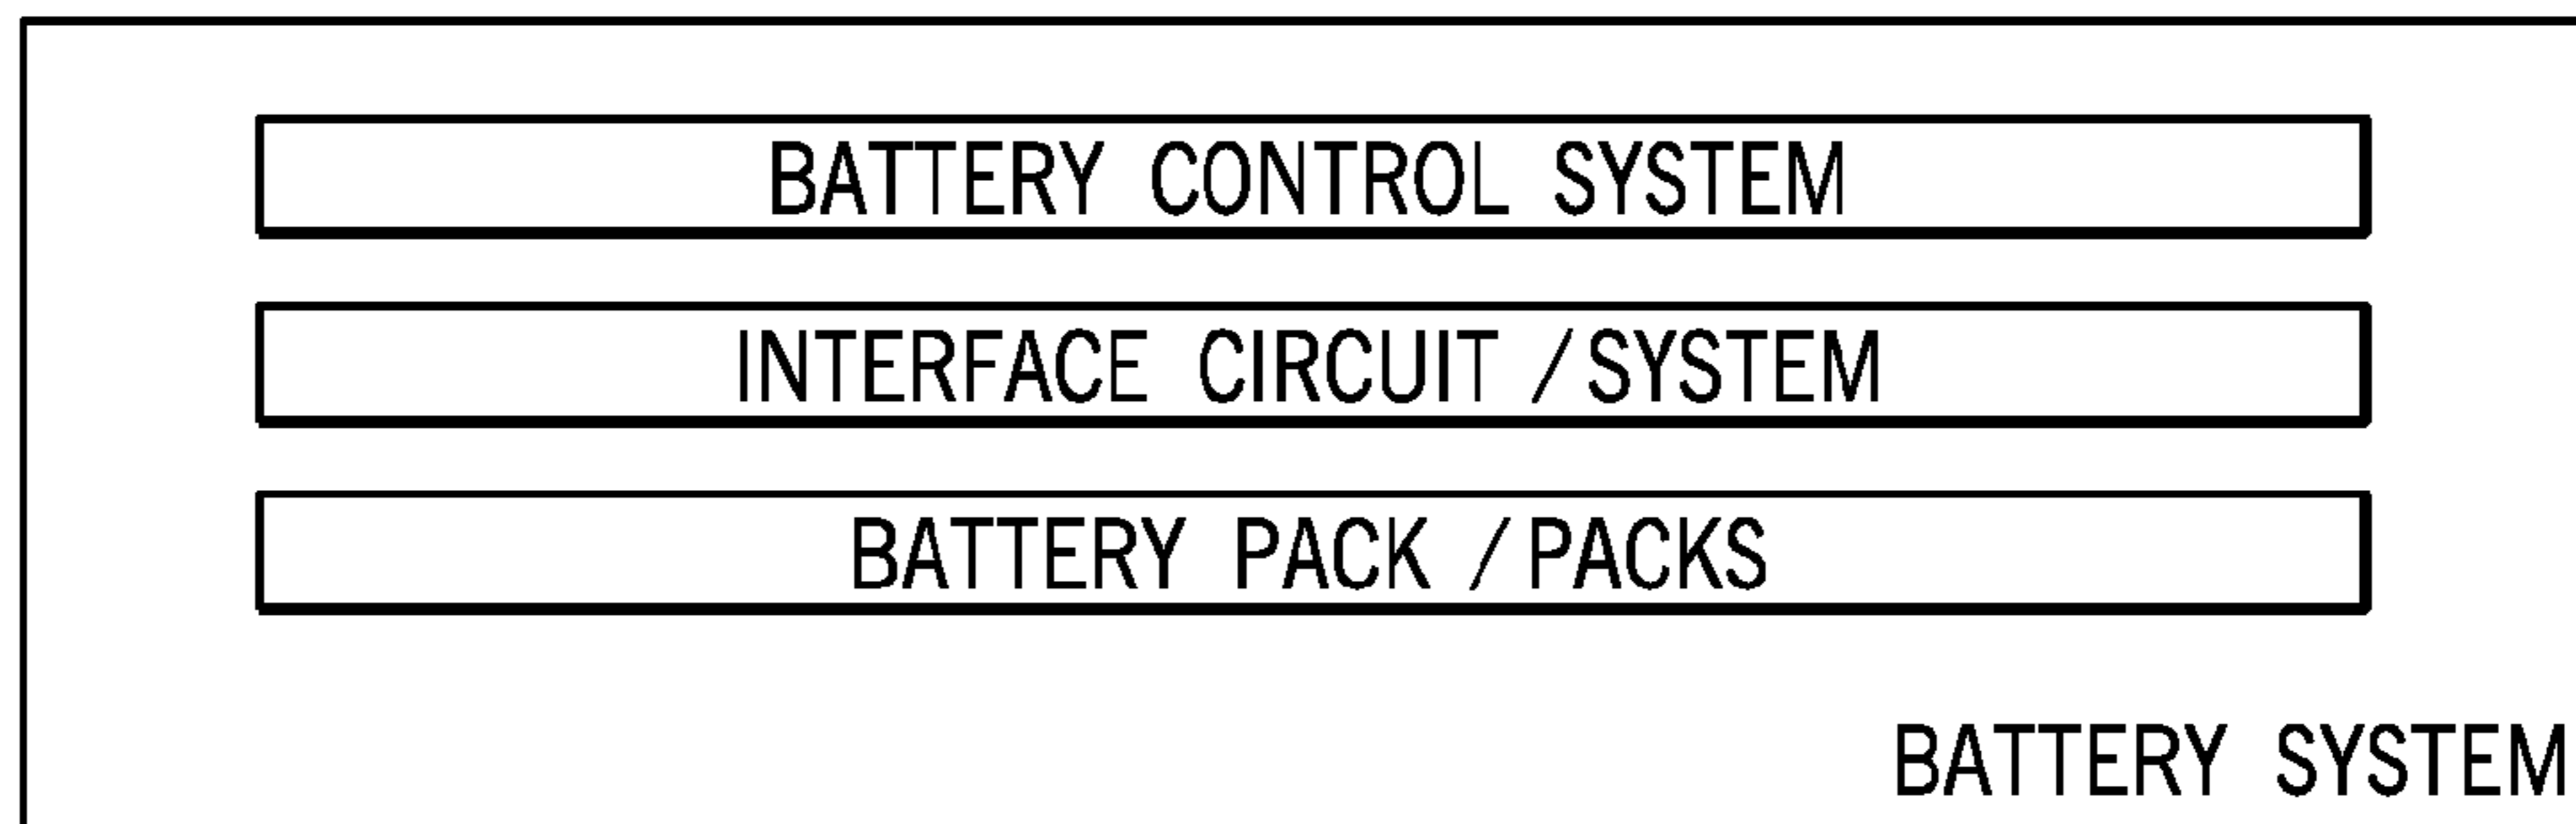 BATTERY CONTROL SYSTEM
INTERFACE CIRCUIT /SYSTEM
BATTERY PACK /PACKS
BATTERY SYSTEM